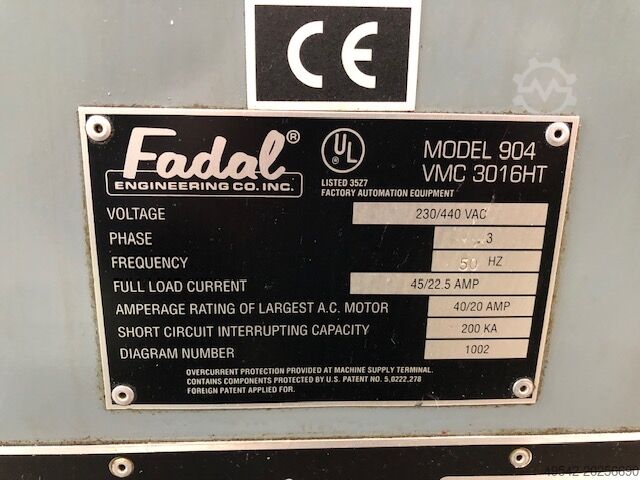 CE
Fadal®
ENGINEERING CO. INC.
UL
LISTED 35Z7
FACTORY AUTOMATION EQUIPMENT
MODEL 904
VMC 3016HT
VOLTAGE 230/440 VAC
PHASE 3
FREQUENCY 50 HZ
FULL LOAD CURRENT 45/22.5 AMP
AMPERAGE RATING OF LARGEST A.C. MOTOR 40/20 AMP
SHORT CIRCUIT INTERRUPTING CAPACITY 200 KA
DIAGRAM NUMBER 1002
OVERCURRENT PROTECTION PROVIDED AT MACHINE SUPPLY TERMINAL.
CONTAINS COMPONENTS PROTECTED BY U.S. PATENT NO. 5,0222,278
FOREIGN PATENT APPLIED FOR.